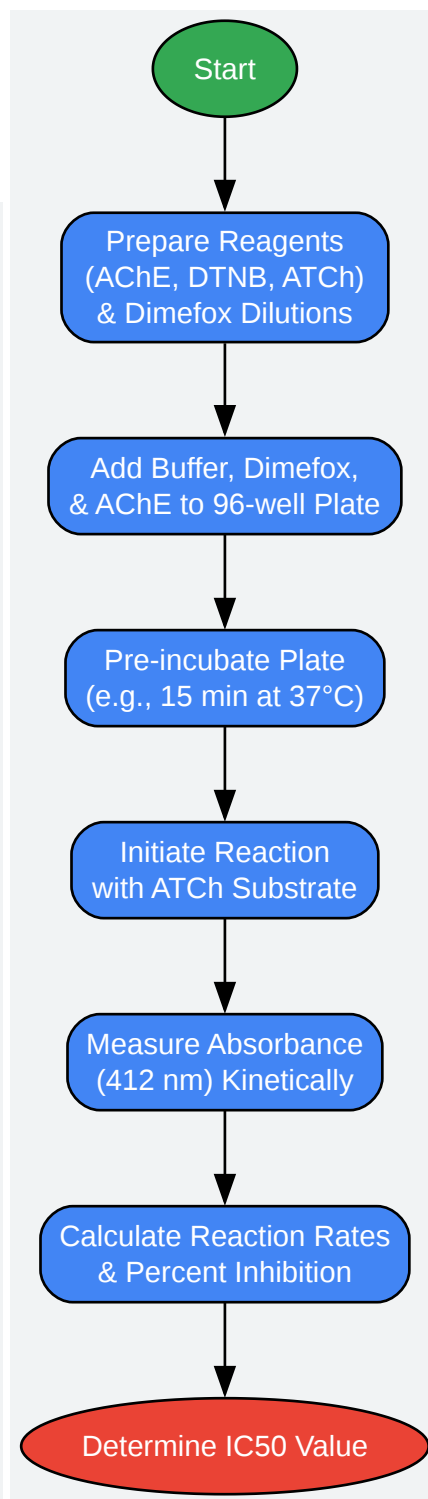 Start
Prepare Reagents
(AChE, DTNB, ATCh)
& Dimefox Dilutions
Add Buffer, Dimefox,
& AChE to 96-well Plate
Pre-incubate Plate
(e.g., 15 min at 37°C)
Initiate Reaction
with ATCh Substrate
Measure Absorbance
(412 nm) Kinetically
Calculate Reaction Rates
& Percent Inhibition
Determine IC50 Value